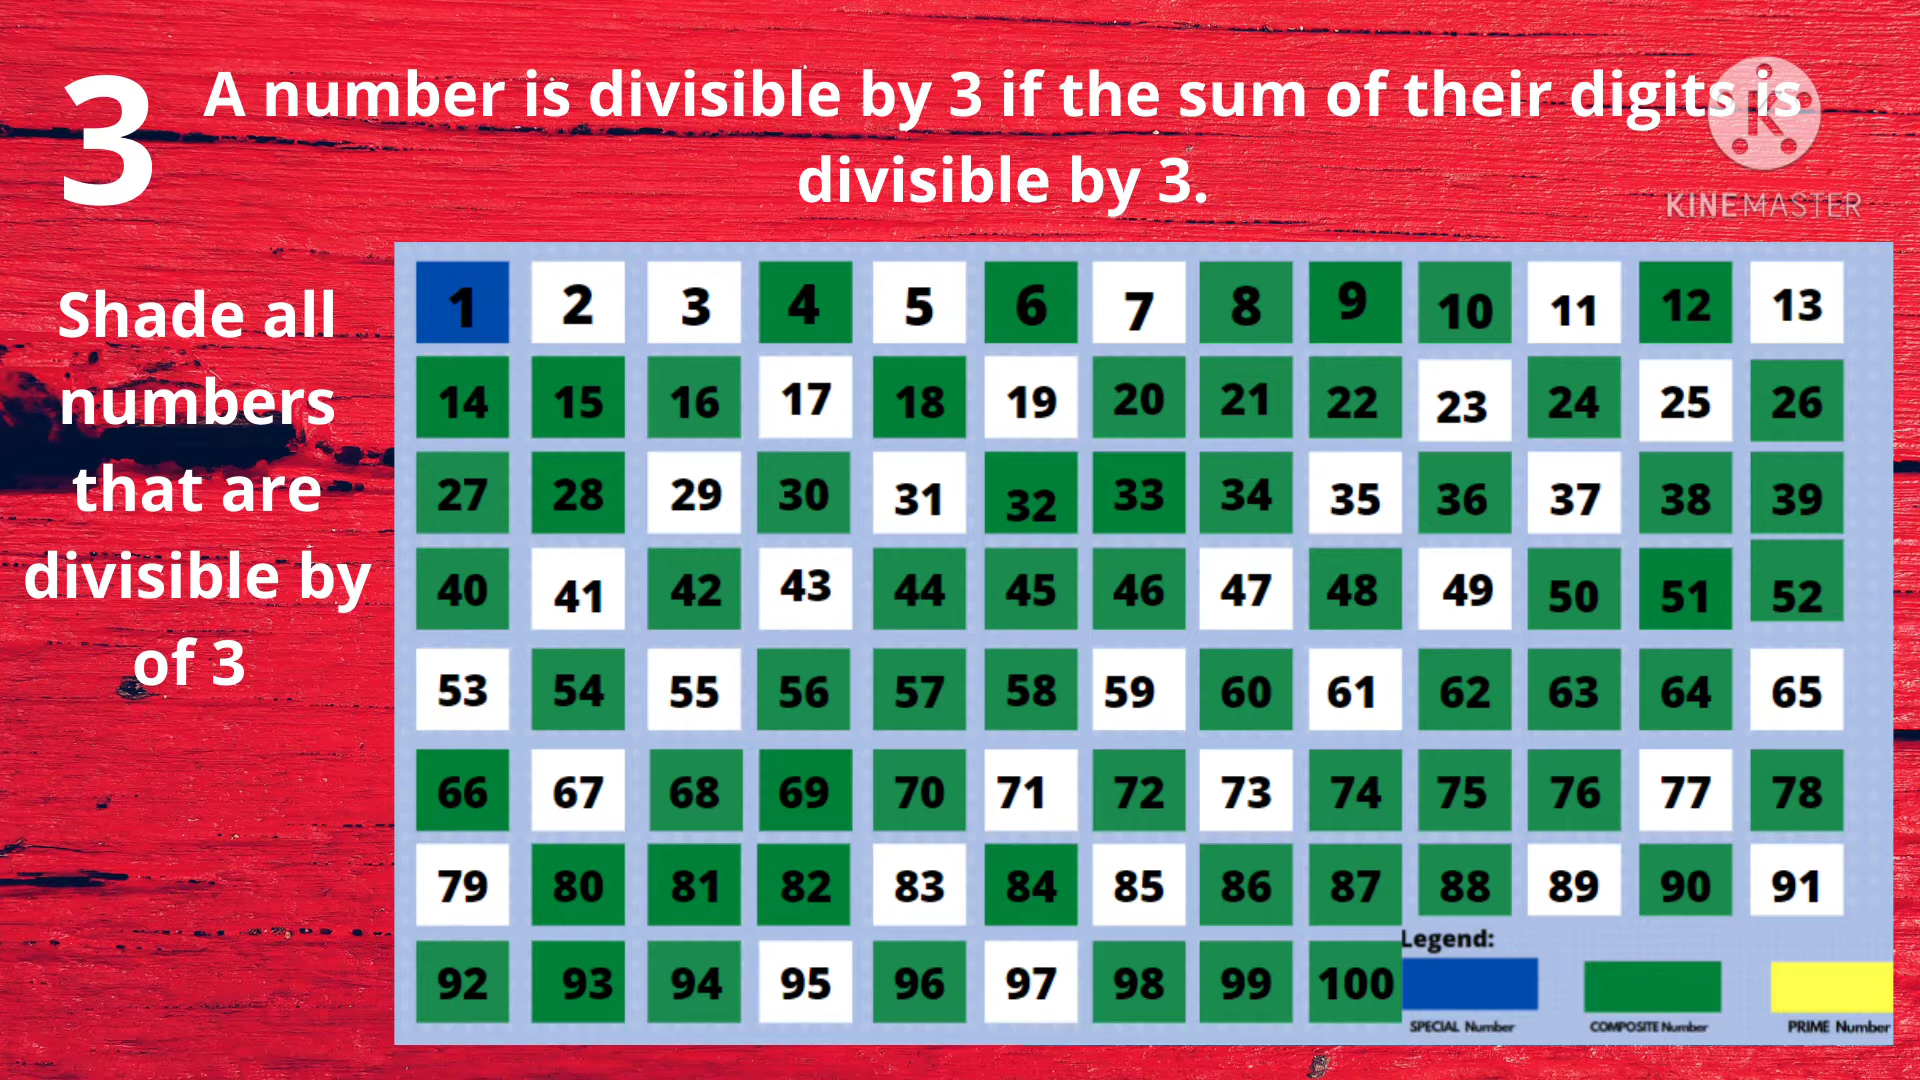 3
A number is divisible by 3 if the sum of their digits is
divisible by 3.
K
KINEMASTER
Shade all
numbers
that are
divisible by
of 3
1 2 3 4 5 6 7 8 9 10 11 12 13
14 15 16 17 18 19 20 21 22 23 24 25 26
27 28 29 30 31 32 33 34 35 36 37 38 39
40 41 42 43 44 45 46 47 48 49 50 51 52
53 54 55 56 57 58 59 60 61 62 63 64 65
66 67 68 69 70 71 72 73 74 75 76 77 78
79 80 81 82 83 84 85 86 87 88 89 90 91
92 93 94 95 96 97 98 99 100
Legend:
SPECIAL Number COMPOSITE Number PRIME Number